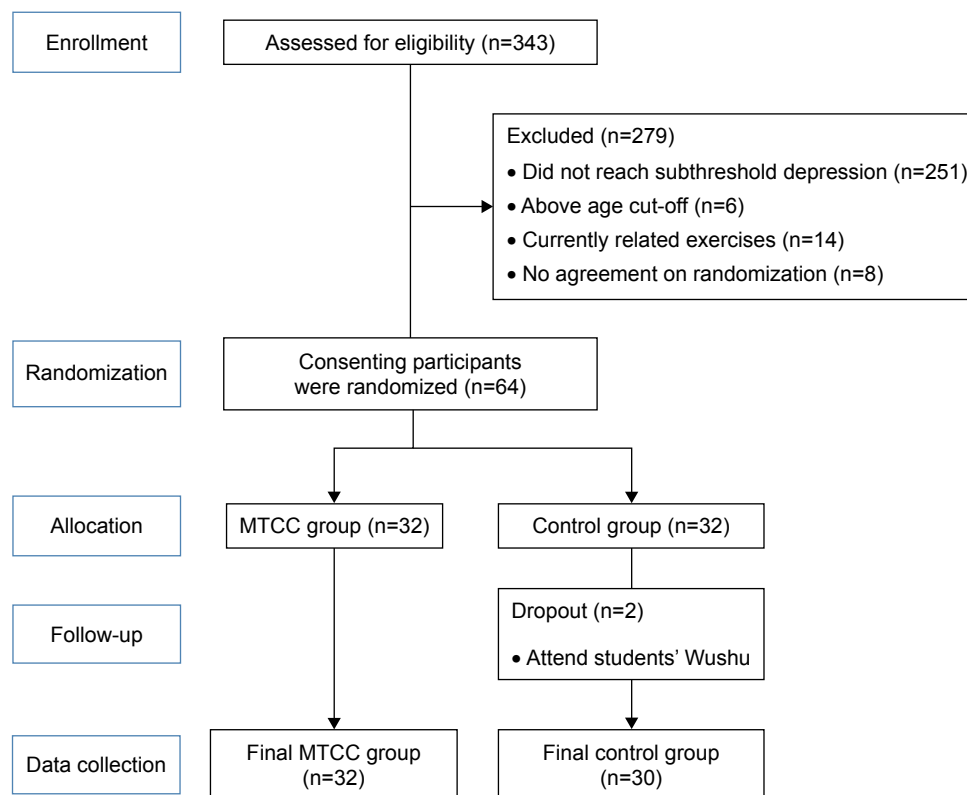 Enrollment
Assessed for eligibility (n=343)
Excluded (n=279)
• Did not reach subthreshold depression (n=251)
• Above age cut-off (n=6)
• Currently related exercises (n=14)
• No agreement on randomization (n=8)
Randomization
Consenting participants
were randomized (n=64)
Allocation
MTCC group (n=32)
Control group (n=32)
Follow-up
Dropout (n=2)
• Attend students’ Wushu
Data collection
Final MTCC group
(n=32)
Final control group
(n=30)